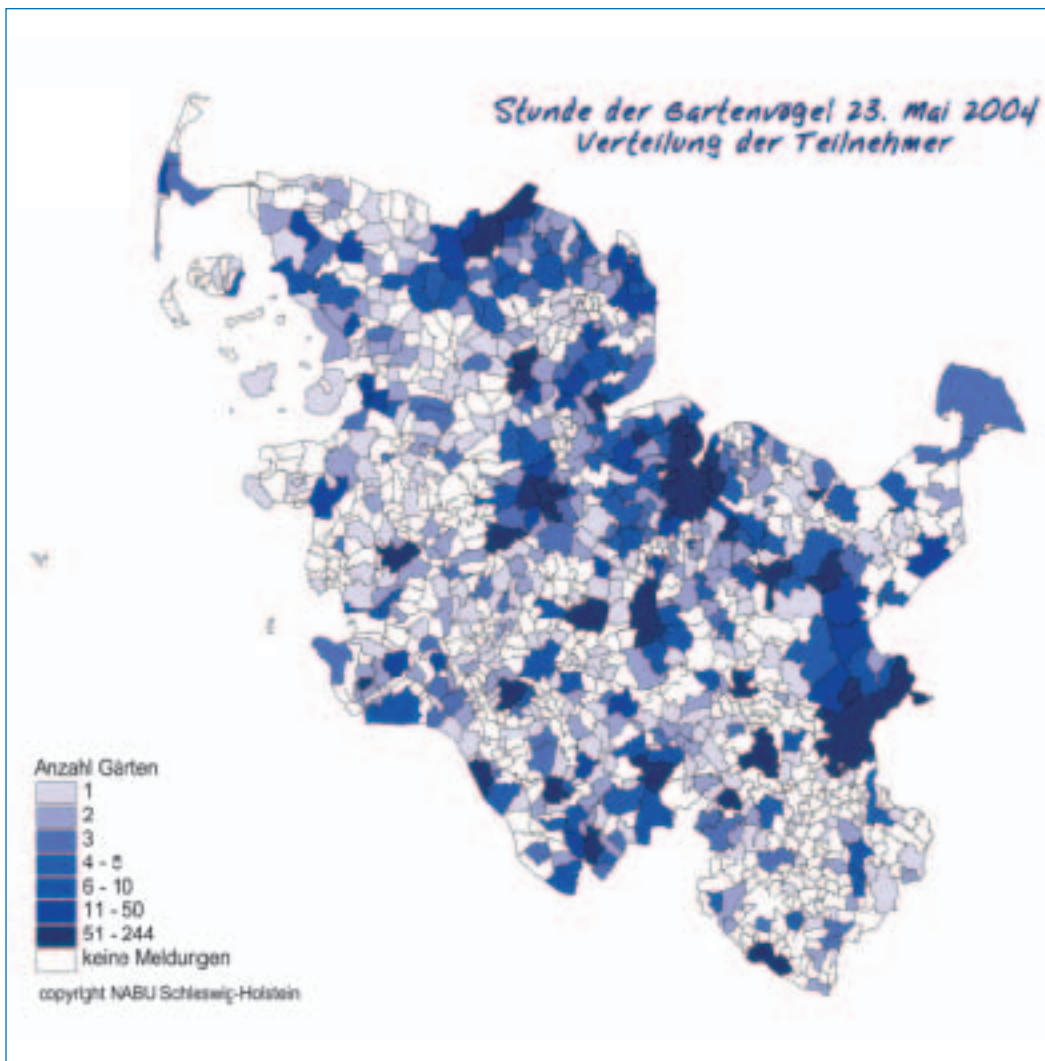 Stunde der Gartenvögel 23. Mai 2004
Verteilung der Teilnehmer
Anzahl Gärten
1
2
3
4 - 5
6 - 10
11 - 50
51 - 244
keine Meldungen
copyright NABU Schleswig-Holstein